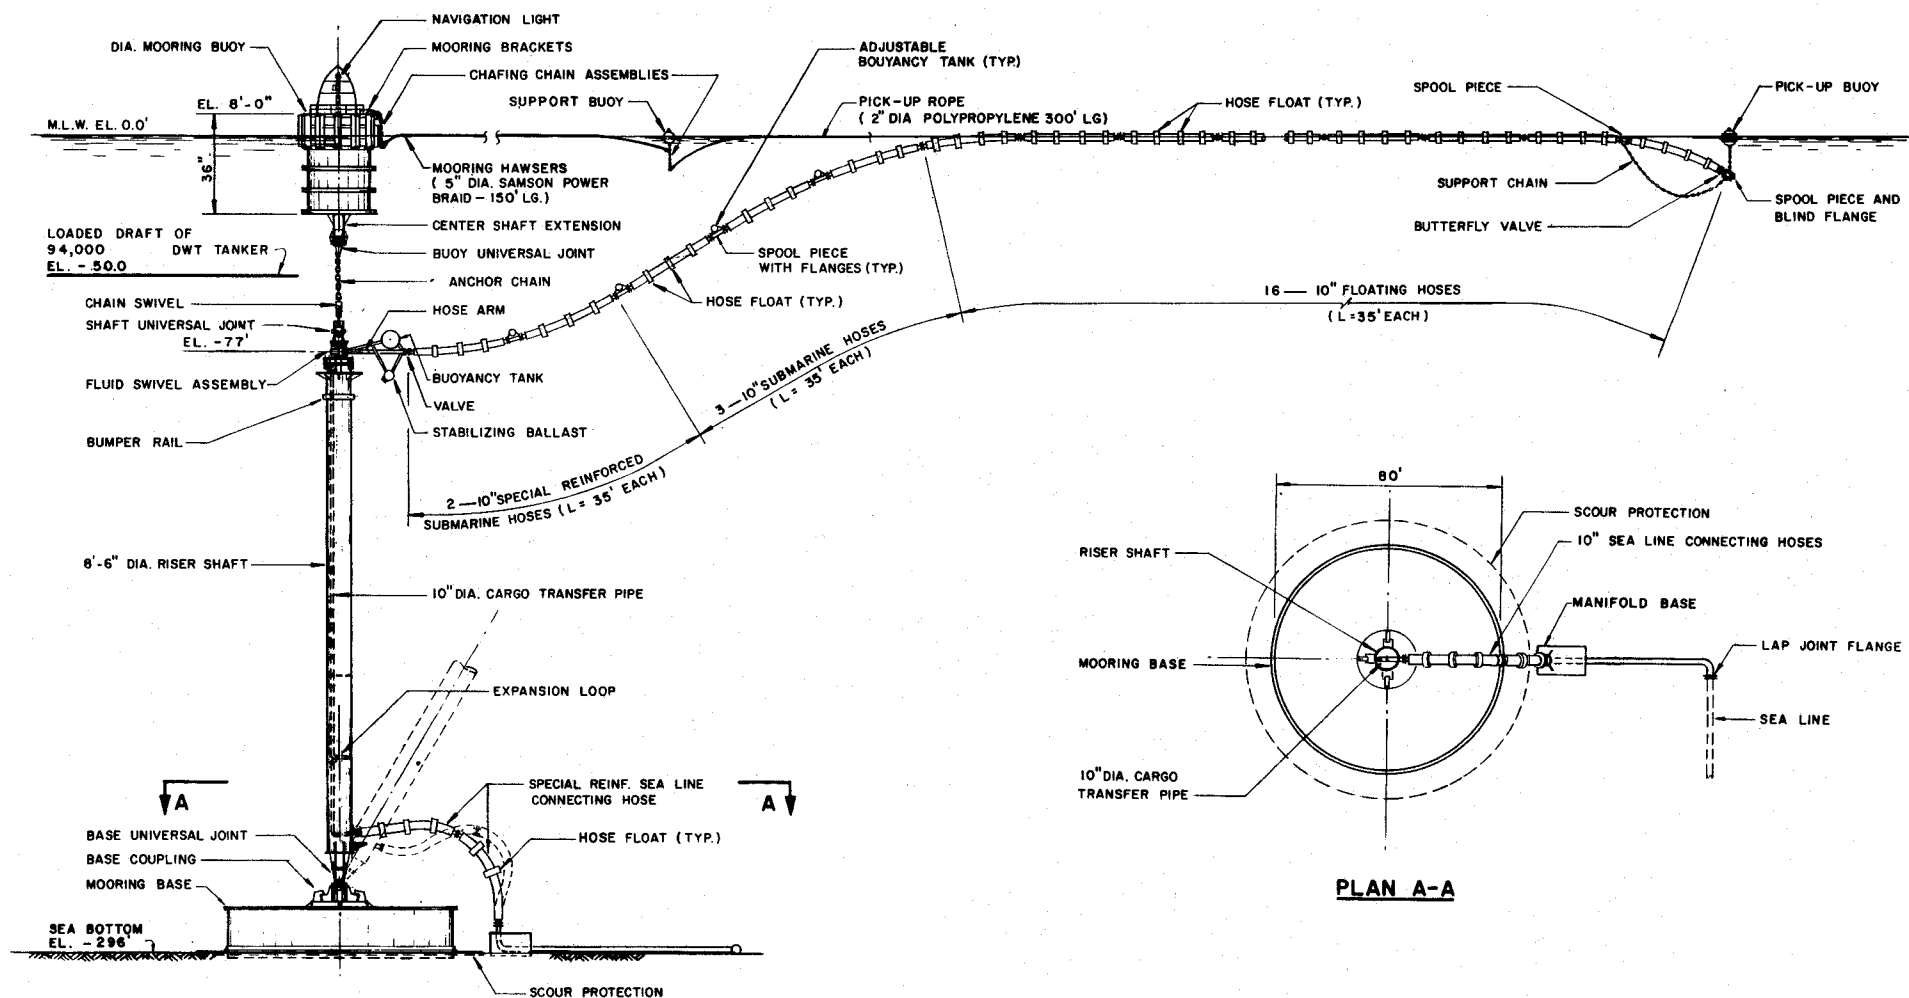 NAVIGATION LIGHT
DIA. MOORING BUOY
MOORING BRACKETS
CHAFING CHAIN ASSEMBLIES
SUPPORT BUOY
EL. 8'-0"
M.L.W. EL. 0.0'
36"
MOORING HAWSERS
( 5" DIA. SAMSON POWER
BRAID - 150' LG.)
CENTER SHAFT EXTENSION
LOADED DRAFT OF
94,000 DWT TANKER
EL. - 50.0
BUOY UNIVERSAL JOINT
ANCHOR CHAIN
CHAIN SWIVEL
HOSE ARM
SHAFT UNIVERSAL JOINT
EL. -77'
FLUID SWIVEL ASSEMBLY
BUOYANCY TANK
VALVE
STABILIZING BALLAST
BUMPER RAIL
ADJUSTABLE
BOUYANCY TANK (TYP.)
PICK-UP ROPE
( 2" DIA POLYPROPYLENE 300' LG)
HOSE FLOAT (TYP.)
SPOOL PIECE
PICK-UP BUOY
SUPPORT CHAIN
BUTTERFLY VALVE
SPOOL PIECE AND
BLIND FLANGE
SPOOL PIECE
WITH FLANGES (TYP.)
HOSE FLOAT (TYP.)
16 — 10" FLOATING HOSES
( L = 35' EACH )
3 — 10" SUBMARINE HOSES
( L = 35' EACH )
2 — 10" SPECIAL REINFORCED
SUBMARINE HOSES ( L = 35' EACH )
8'-6" DIA. RISER SHAFT
10" DIA. CARGO TRANSFER PIPE
EXPANSION LOOP
A
A
SPECIAL REINF. SEA LINE
CONNECTING HOSE
HOSE FLOAT (TYP.)
BASE UNIVERSAL JOINT
BASE COUPLING
MOORING BASE
SEA BOTTOM
EL. - 296'
SCOUR PROTECTION
80'
SCOUR PROTECTION
10" SEA LINE CONNECTING HOSES
RISER SHAFT
MANIFOLD BASE
LAP JOINT FLANGE
MOORING BASE
SEA LINE
10" DIA. CARGO
TRANSFER PIPE
PLAN A-A